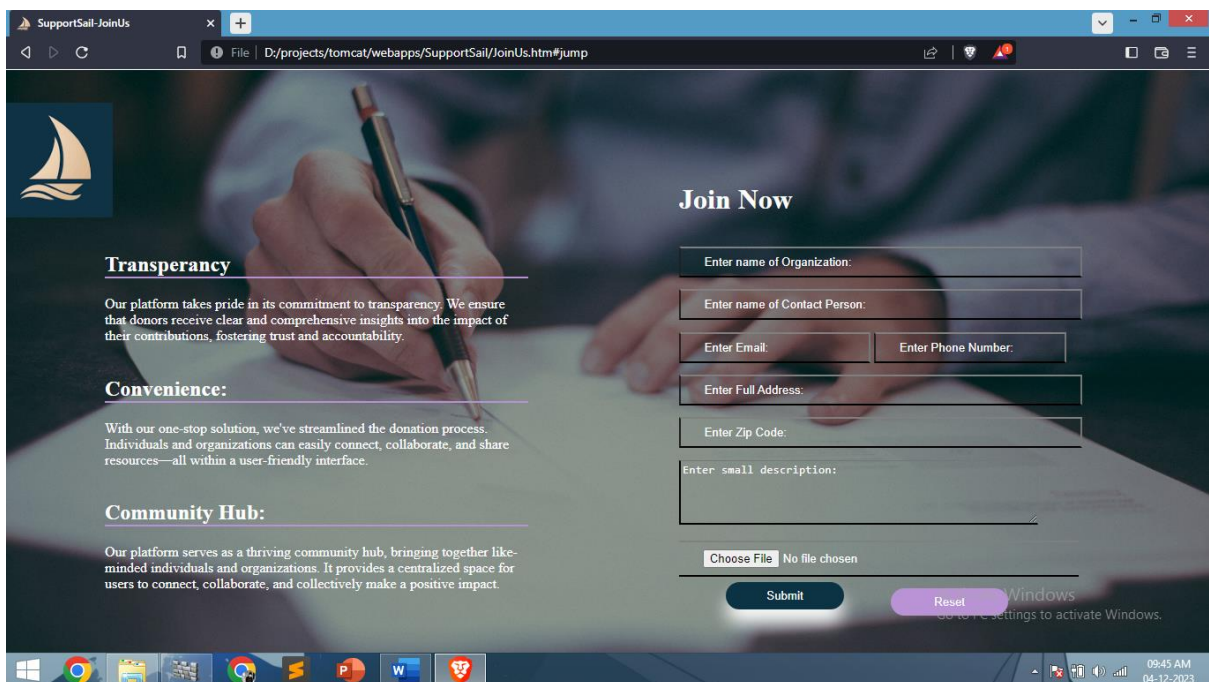 SupportSail-JoinUs
File D:/projects/tomcat/webapps/SupportSail/JoinUs.htm#jump
Transperancy
Our platform takes pride in its commitment to transparency. We ensure
that donors receive clear and comprehensive insights into the impact of
their contributions, fostering trust and accountability.
Convenience:
With our one-stop solution, we've streamlined the donation process.
Individuals and organizations can easily connect, collaborate, and share
resources—all within a user-friendly interface.
Community Hub:
Our platform serves as a thriving community hub, bringing together like-
minded individuals and organizations. It provides a centralized space for
users to connect, collaborate, and collectively make a positive impact.
Join Now
Enter name of Organization:
Enter name of Contact Person:
Enter Email: Enter Phone Number:
Enter Full Address:
Enter Zip Code:
Enter small description:
Choose File No file chosen
Submit Reset
Windows
settings to activate Windows.
09:45 AM
04-12-2023